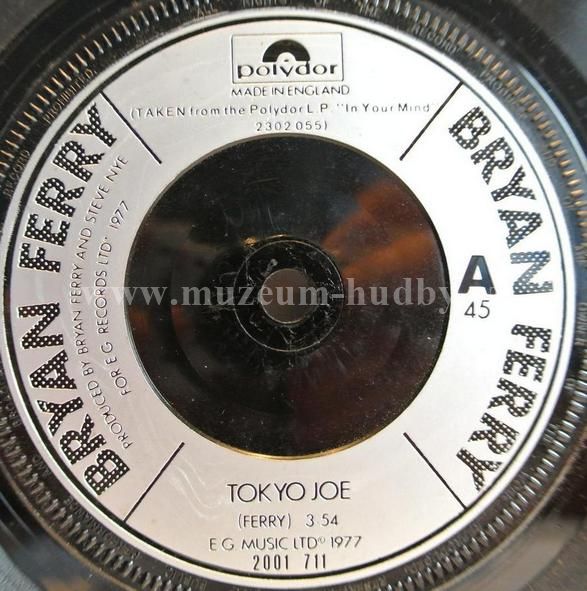 polydor
MADE IN ENGLAND
(TAKEN from the Polydor L.P. "In Your Mind"
2302 055)
BRYAN FERRY
PRODUCED BY BRYAN FERRY AND STEVE NYE
FOR E.G. RECORDS LTD ℗ 1977
BRYAN FERRY
A
45
www.muzeum-hudby.
TOKYO JOE
(FERRY) 3 54
E G MUSIC LTD © 1977
2001 711